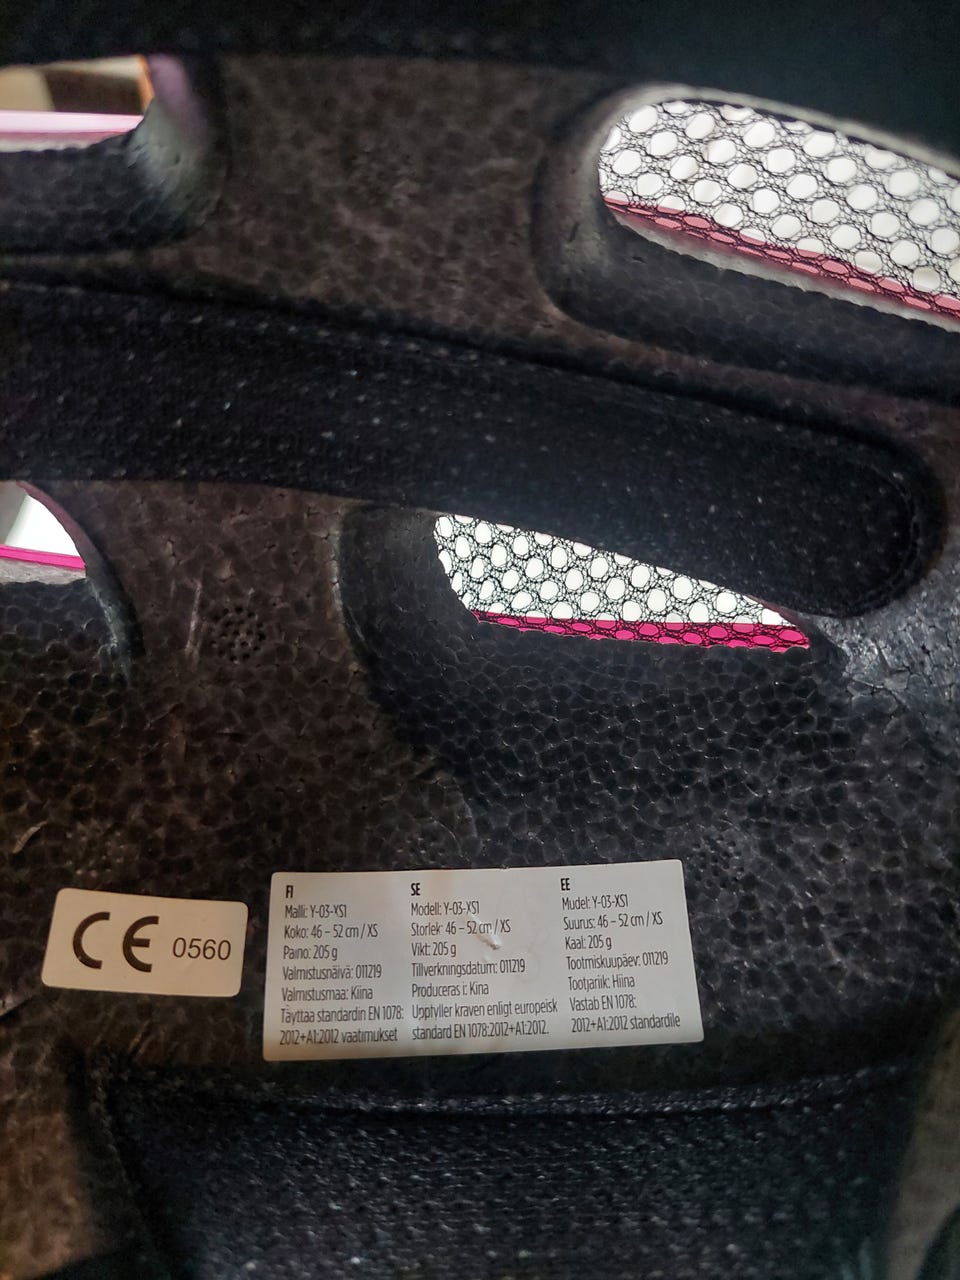 CE 0560
FI
Malli: Y-03-XS1
Koko: 46 – 52 cm / XS
Paino: 205 g
Valmistusnäivä: 011219
Valmistusmaa: Kiina
Täyttaa standardin EN 1078:
2012+A1:2012 vaatimukset
SE
Modell: Y-03-XS1
Storlek: 46 – 52 cm / XS
Vikt: 205 g
Tillverkningsdatum: 011219
Produceras i: Kina
Upptyller kraven enligt europeisk
standard EN 1078:2012+A1:2012.
EE
Mudel: Y-03-XS1
Suurus: 46 – 52 cm / XS
Kaal: 205 g
Tootmiskuupäev: 011219
Tootjariik: Hiina
Vastab EN 1078:
2012+A1:2012 standardile